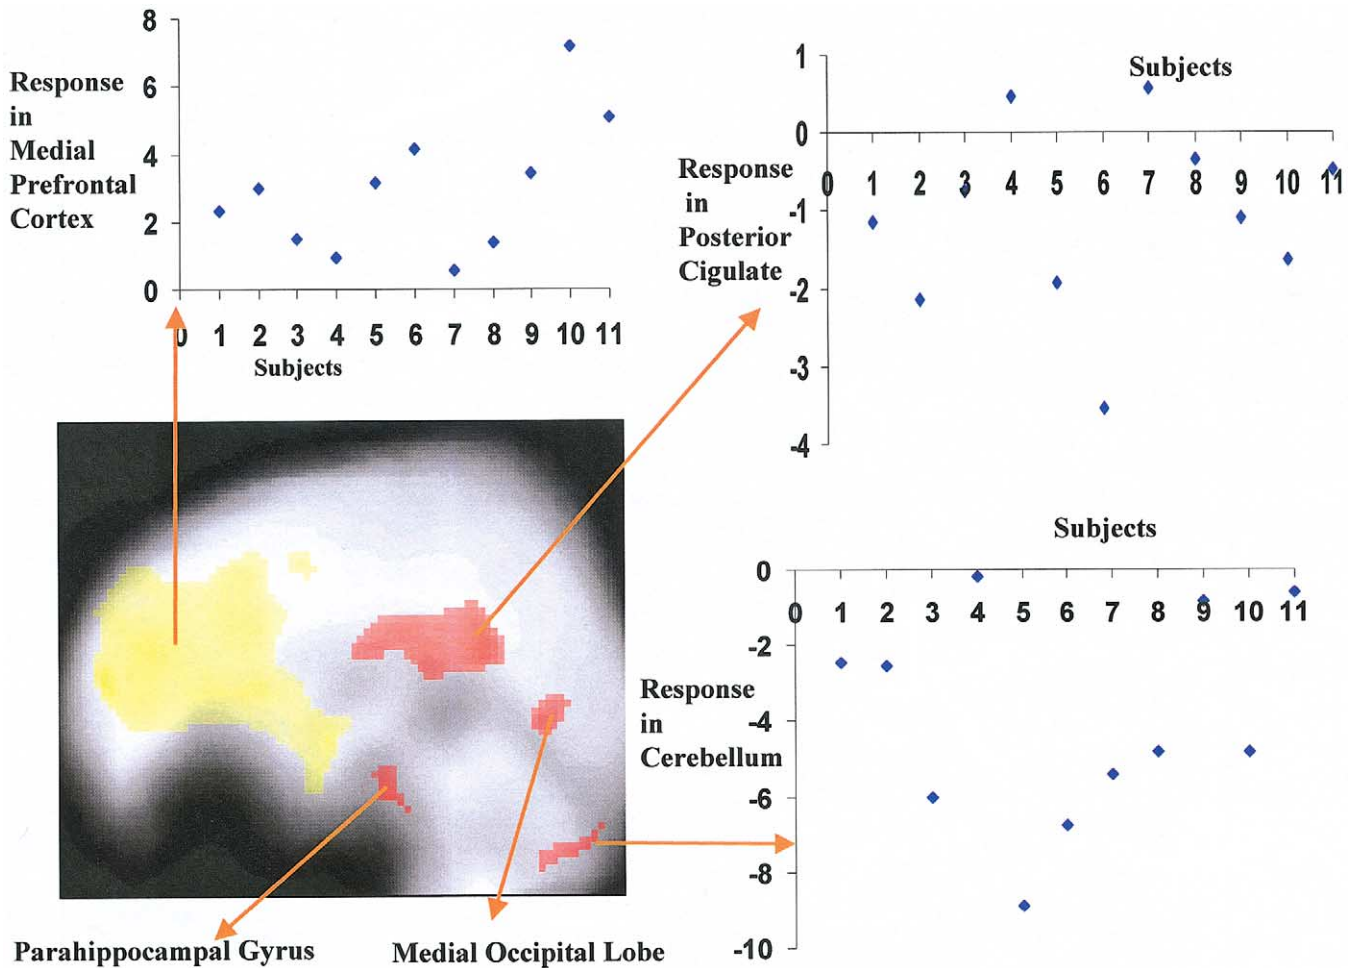 8
6
4
2
0
Response
in
Medial
Prefrontal
Cortex
0 1 2 3 4 5 6 7 8 9 10 11
Subjects
1
0
-1
-2
-3
-4
Subjects
Response
in
Posterior
Cigulate
0 1 2 3 4 5 6 7 8 9 10 11
Subjects
0
-2
-4
-6
-8
-10
0 1 2 3 4 5 6 7 8 9 10 11
Response
in
Cerebellum
Parahippocampal Gyrus
Medial Occipital Lobe